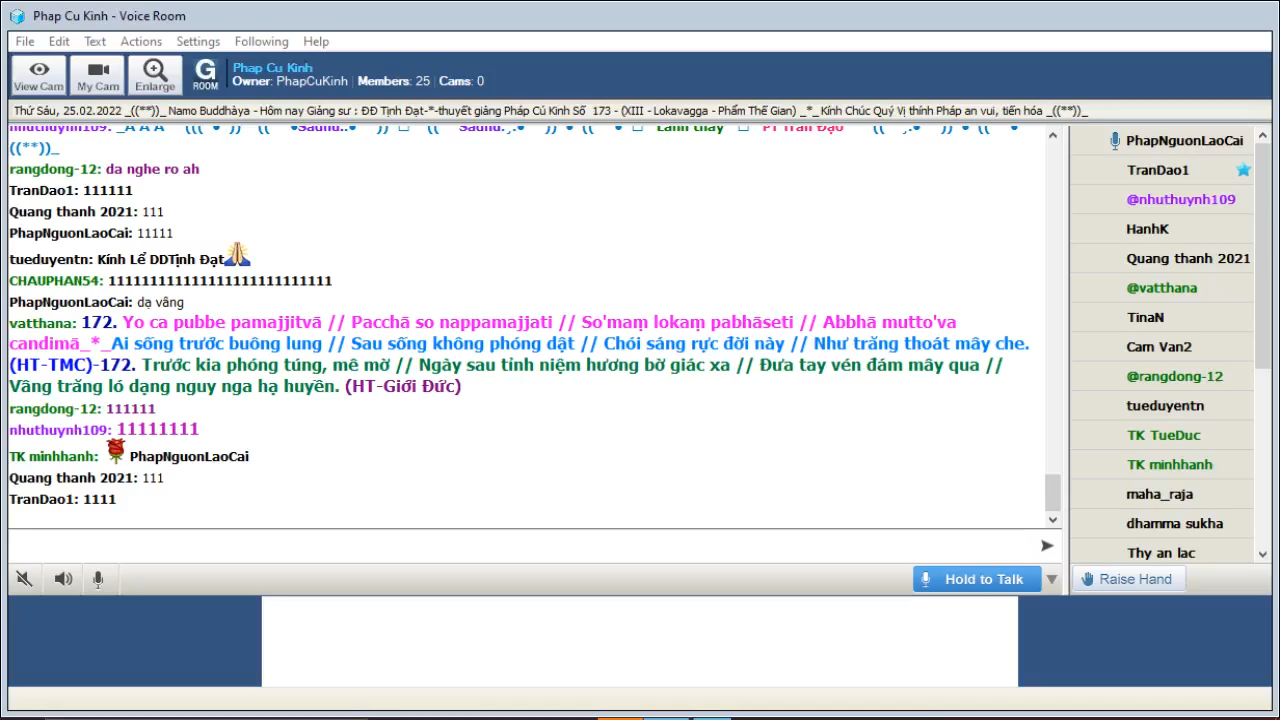 Phap Cu Kinh - Voice Room
File Edit Text Actions Settings Following Help
View Cam My Cam Enlarge G ROOM
Phap Cu Kinh
Owner: PhapCuKinh Members: 25 Cams: 0
Thứ Sáu, 25.02.2022 _((**))_ Namo Buddhàya - Hôm nay Giảng sư : ĐĐ Tịnh Đạt-*-thuyết giảng Pháp Cú Kinh Số 173 - (XIII - Lokavagga - Phẩm Thế Gian) _*_ Kính Chúc Quý Vị thính Pháp an vui, tiến hóa _((**))_
((**))_
rangdong-12: da nghe ro ah
TranDao1: 111111
Quang thanh 2021: 111
PhapNguonLaoCai: 11111
tueduyentn: Kính Lể DDTịnh Đạt
CHAUPHAN54: 11111111111111111111111111
PhapNguonLaoCai: dạ vâng
vatthana: 172. Yo ca pubbe pamajjitvā // Pacchā so nappamajjati // So'maṃ lokaṃ pabhāseti // Abbhā mutto'va
candimā_*_Ai sống trước buông lung // Sau sống không phóng dật // Chói sáng rực đời này // Như trăng thoát mây che.
(HT-TMC)-172. Trước kia phóng túng, mê mờ // Ngày sau tỉnh niệm hương bờ giác xa // Đưa tay vén đám mây qua //
Vầng trăng ló dạng nguy nga hạ huyền. (HT-Giới Đức)
rangdong-12: 111111
nhuthuynh109: 11111111
TK minhhanh: PhapNguonLaoCai
Quang thanh 2021: 111
TranDao1: 1111
PhapNguonLaoCai
TranDao1
@nhuthuynh109
HanhK
Quang thanh 2021
@vatthana
TinaN
Cam Van2
@rangdong-12
tueduyentn
TK TueDuc
TK minhhanh
maha_raja
dhamma sukha
Thy an lac
Hold to Talk
Raise Hand